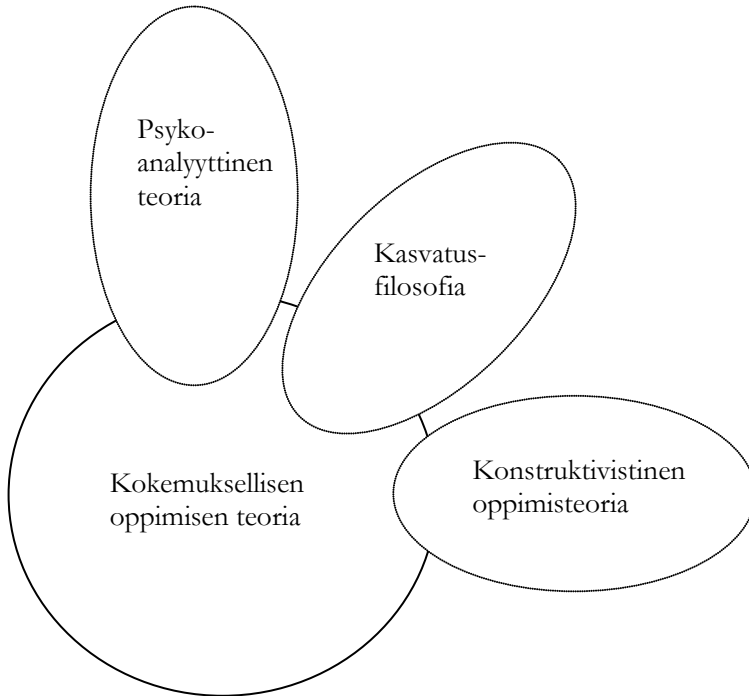 Psyko-
analyyttinen
teoria
Kasvatus-
filosofia
Kokemuksellisen
oppimisen teoria
Konstruktivistinen
oppimisteoria